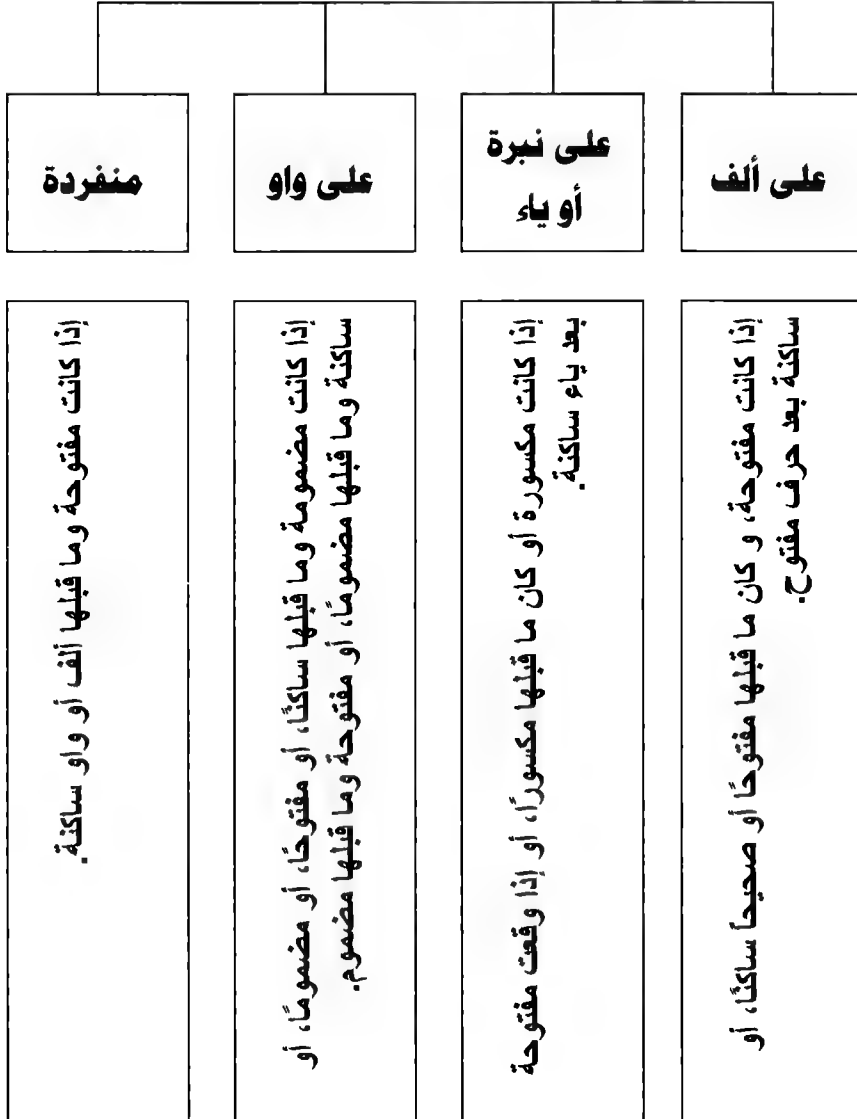 على ألف
على نبرة
أو ياء
على واو
منفردة
إذا كانت مفتوحة، و كان ما قبلها مفتوحًا أو صحيحاً ساكنًا، أو
ساكنة بعد حرف مفتوح.
إذا كانت مكسورة أو كان ما قبلها مكسورًا، أو إذا وقعت مفتوحة
بعد ياء ساكنة.
إذا كانت مضمومة وما قبلها ساكنًا، أو مفتوحًا، أو مضمومًا، أو
ساكنة وما قبلها مضمومًا، أو مفتوحة وما قبلها مضموم.
إذا كانت مفتوحة وما قبلها ألف أو واو ساكنة.